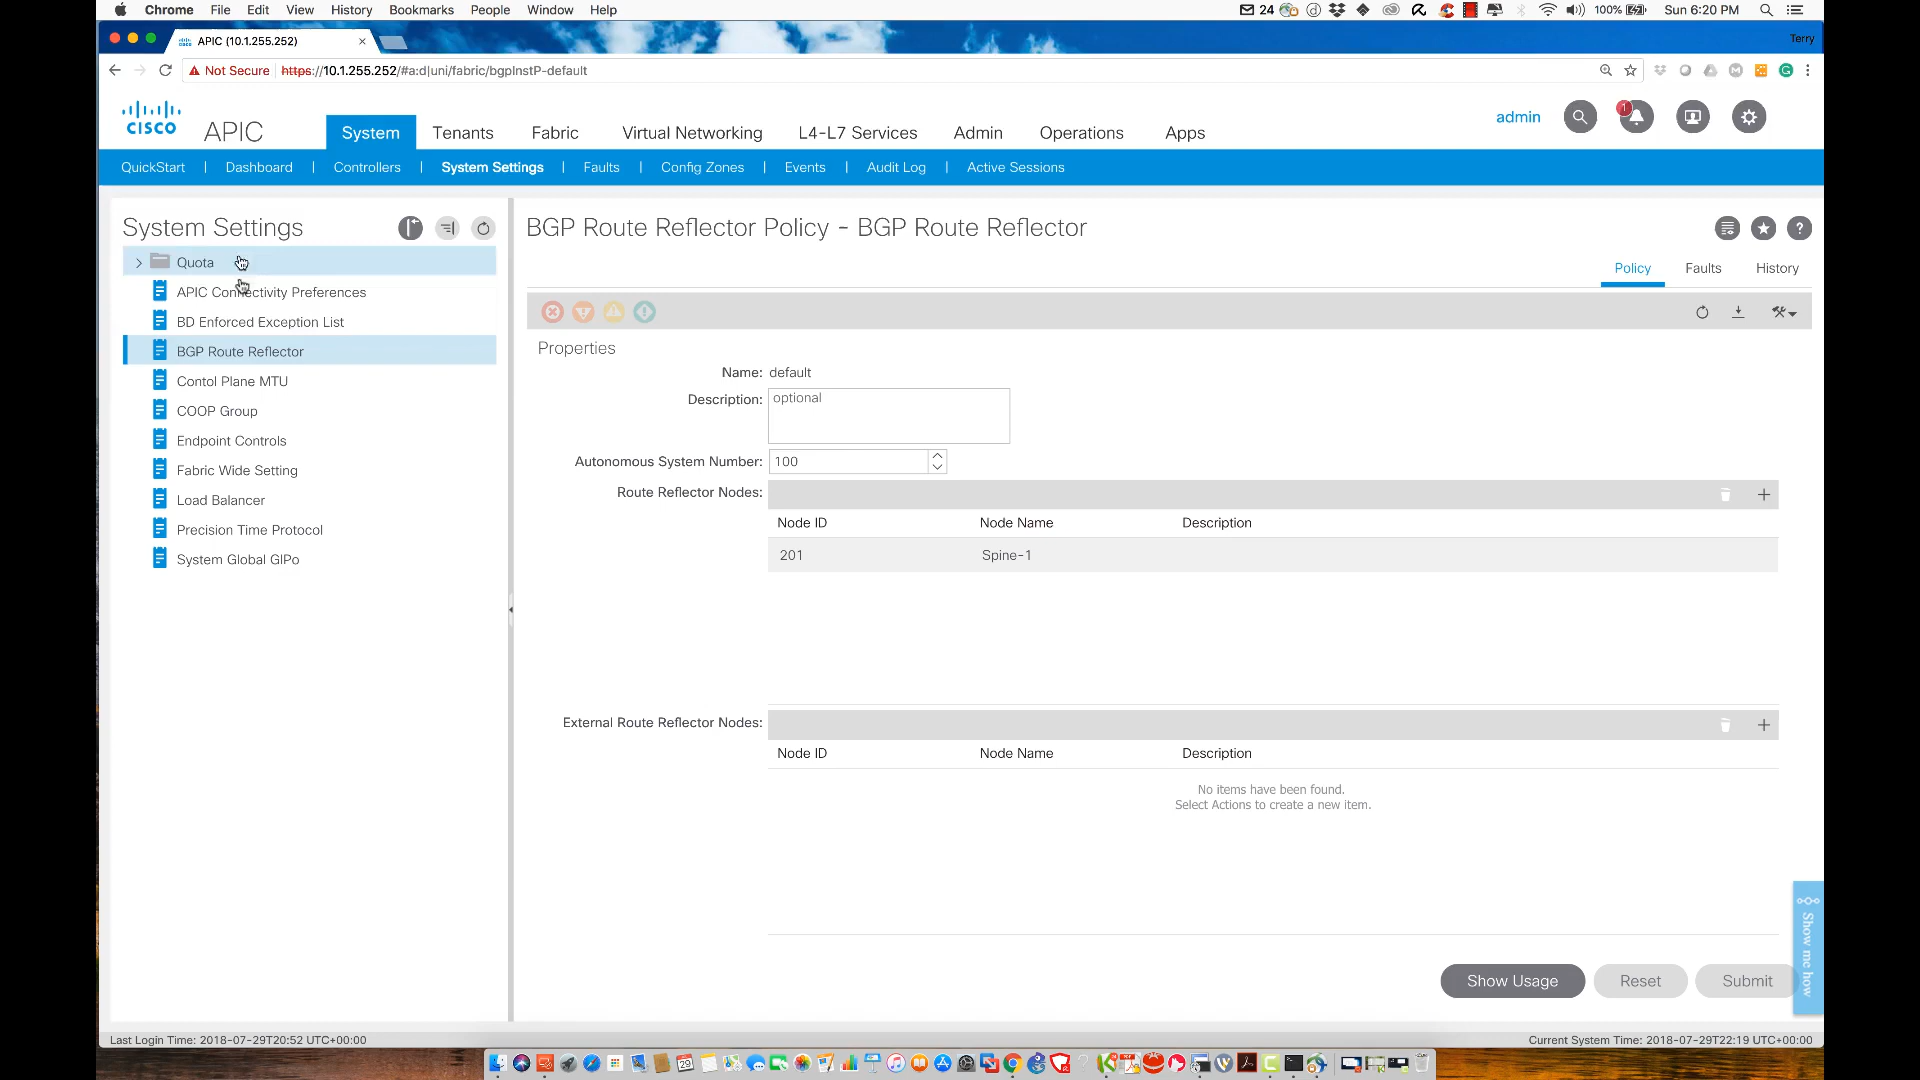 Chrome File Edit View History Bookmarks People Window Help 24 100% Sun 6:20 PM
APIC (10.1.255.252) Terry
Not Secure https://10.1.255.252/#a:d|uni/fabric/bgpInstP-default
CISCO APIC System Tenants Fabric Virtual Networking L4-L7 Services Admin Operations Apps admin 1
QuickStart | Dashboard | Controllers | System Settings | Faults | Config Zones | Events | Audit Log | Active Sessions
System Settings
Quota
APIC Connectivity Preferences
BD Enforced Exception List
BGP Route Reflector
Contol Plane MTU
COOP Group
Endpoint Controls
Fabric Wide Setting
Load Balancer
Precision Time Protocol
System Global GIPo
BGP Route Reflector Policy - BGP Route Reflector
Policy Faults History
Properties
Name: default
Description: optional
Autonomous System Number: 100
Route Reflector Nodes:
Node ID Node Name Description
201 Spine-1
External Route Reflector Nodes:
Node ID Node Name Description
No items have been found.
Select Actions to create a new item.
Show me how
Show Usage Reset Submit
Last Login Time: 2018-07-29T20:52 UTC+00:00 Current System Time: 2018-07-29T22:19 UTC+00:00